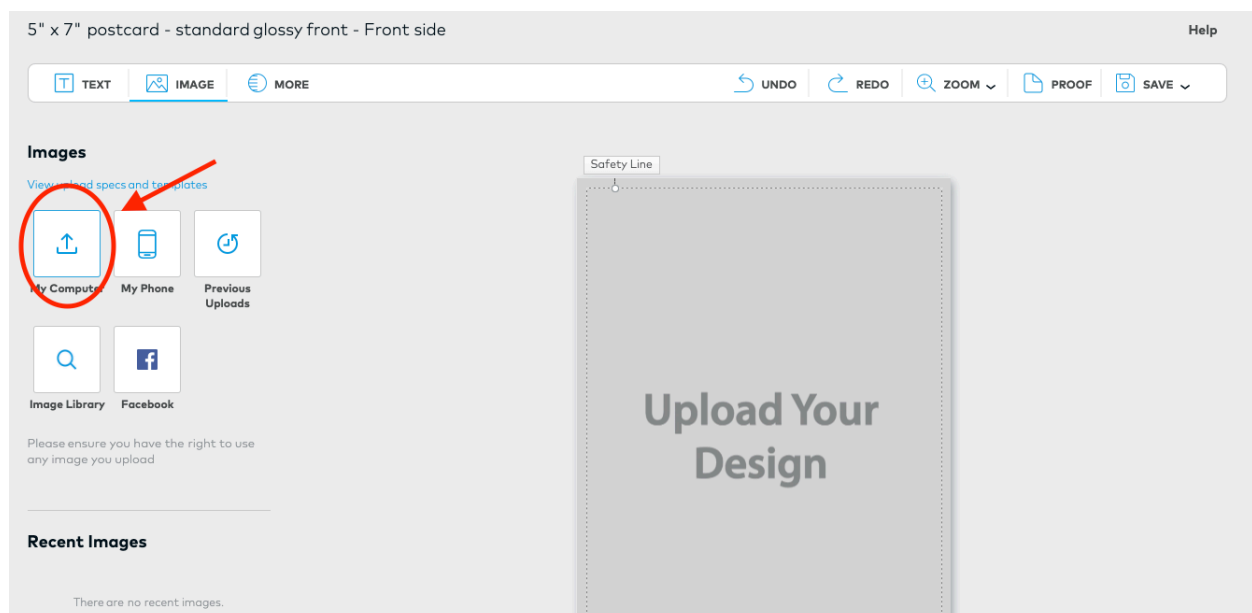 5" x 7" postcard - standard glossy front - Front side
Help
TEXT
IMAGE
MORE
UNDO
REDO
ZOOM
PROOF
SAVE
Images
View upload specs and templates
My Computer
My Phone
Previous
Uploads
Image Library
Facebook
Please ensure you have the right to use
any image you upload
Recent Images
There are no recent images.
Safety Line
Upload Your
Design